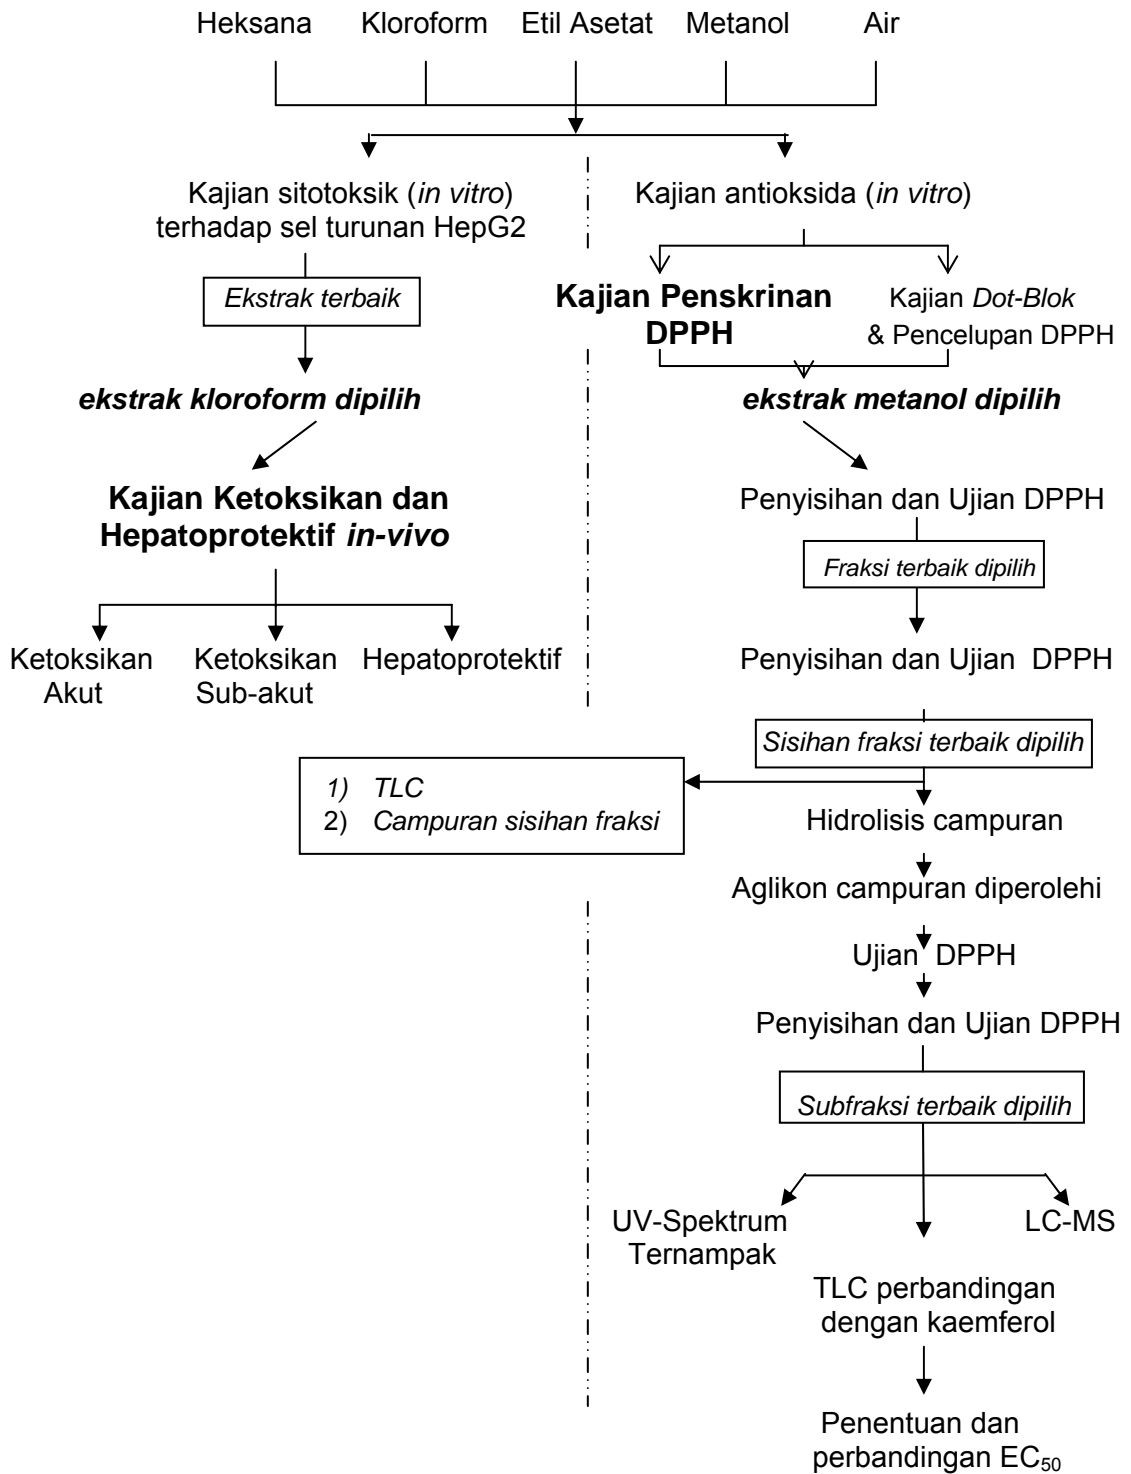 Heksana Kloroform Etil Asetat Metanol Air
Kajian sitotoksik (in vitro)
terhadap sel turunan HepG2
Ekstrak terbaik
ekstrak kloroform dipilih
Kajian Ketoksikan dan
Hepatoprotektif in-vivo
Ketoksikan
Akut
Ketoksikan
Sub-akut
Hepatoprotektif
Kajian antioksida (in vitro)
Kajian Penskrinan
DPPH
Kajian Dot-Blok
& Pencelupan DPPH
ekstrak metanol dipilih
Penyisihan dan Ujian DPPH
Fraksi terbaik dipilih
Penyisihan dan Ujian DPPH
Sisihan fraksi terbaik dipilih
1) TLC
2) Campuran sisihan fraksi
Hidrolisis campuran
Aglikon campuran diperolehi
Ujian DPPH
Penyisihan dan Ujian DPPH
Subfraksi terbaik dipilih
UV-Spektrum
Ternampak
LC-MS
TLC perbandingan
dengan kaemferol
Penentuan dan
perbandingan EC₅₀